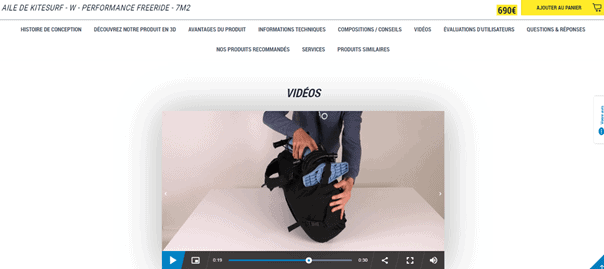 AILE DE KITESURF - W - PERFORMANCE FREERIDE - 7M2
690€
AJOUTER AU PANIER
HISTOIRE DE CONCEPTION DÉCOUVREZ NOTRE PRODUIT EN 3D AVANTAGES DU PRODUIT INFORMATIONS TECHNIQUES COMPOSITIONS / CONSEILS VIDÉOS ÉVALUATIONS D'UTILISATEURS QUESTIONS & RÉPONSES
NOS PRODUITS RECOMMANDÉS SERVICES PRODUITS SIMILAIRES
VIDÉOS
0:19
0:30